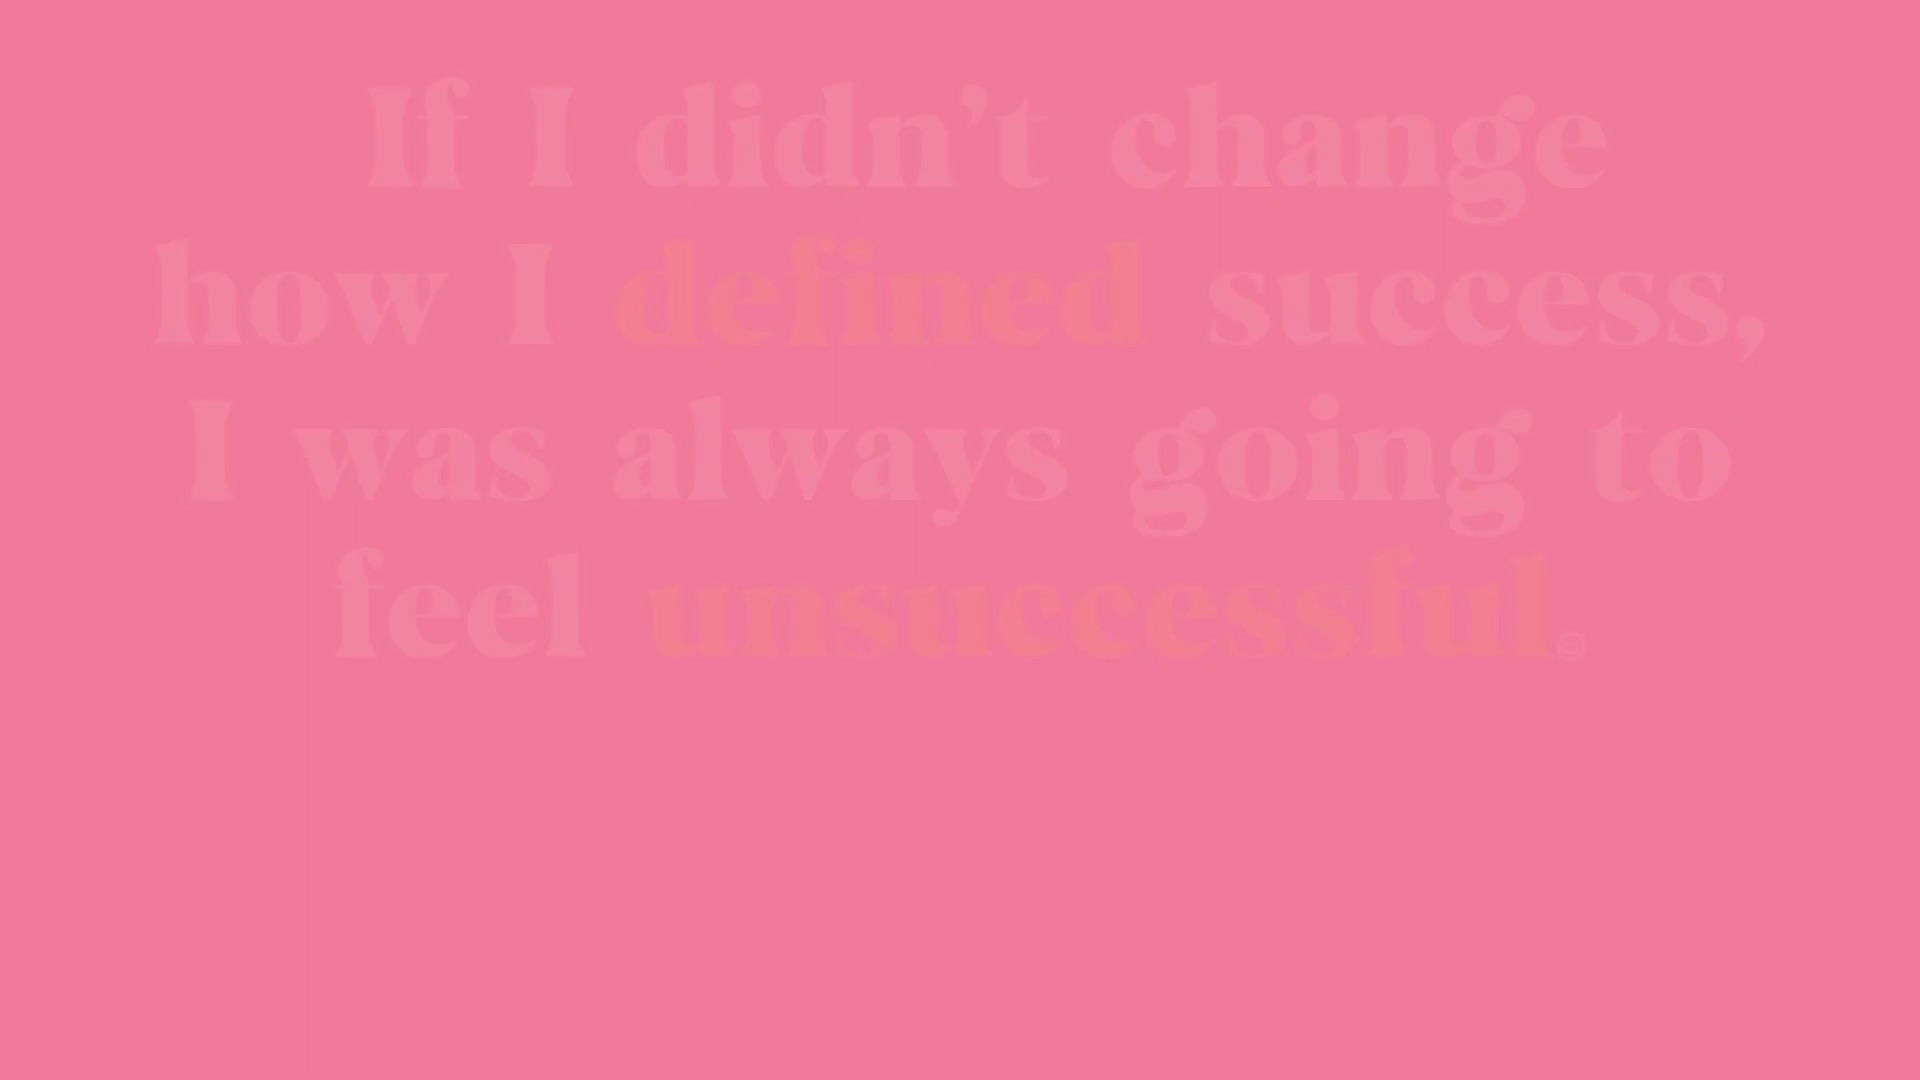 If I didn’t change
how I defined success,
I was always going to
feel unsuccessful.